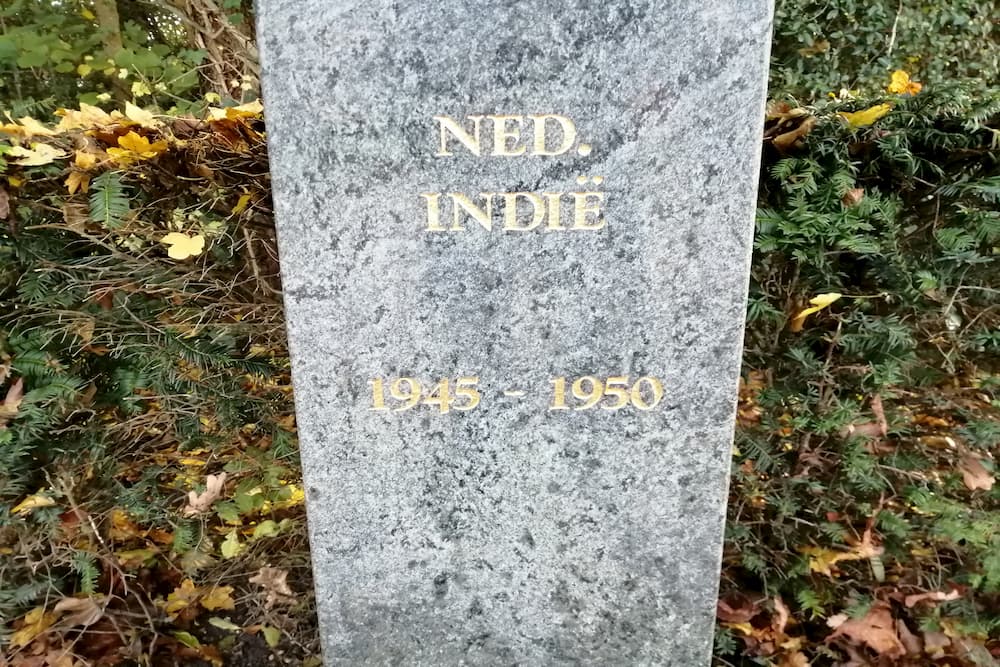 NED.
INDIË
1945 - 1950